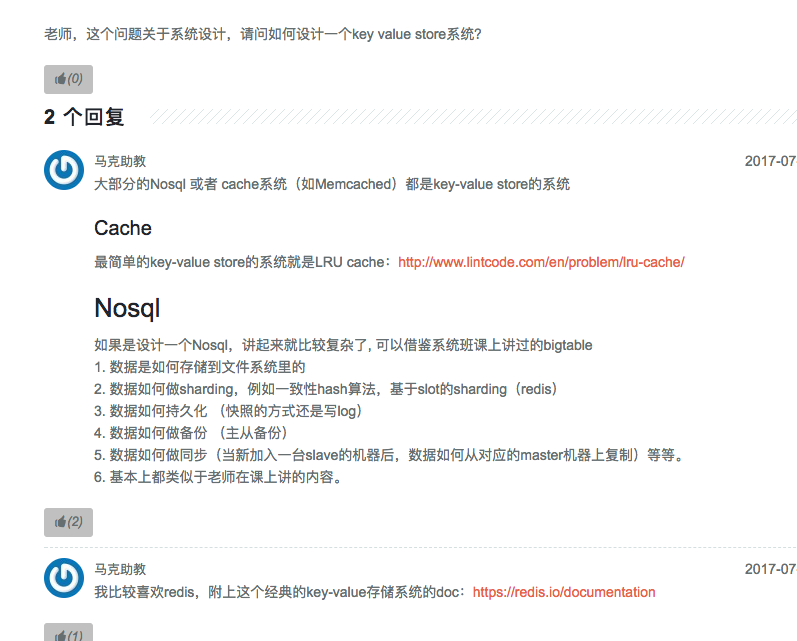 老师，这个问题关于系统设计，请问如何设计一个key value store系统?
(0)
2 个回复
马克助教
2017-07
大部分的Nosql 或者 cache系统（如Memcached）都是key-value store的系统
Cache
最简单的key-value store的系统就是LRU cache：http://www.lintcode.com/en/problem/lru-cache/
Nosql
如果是设计一个Nosql，讲起来就比较复杂了, 可以借鉴系统班课上讲过的bigtable
1. 数据是如何存储到文件系统里的
2. 数据如何做sharding，例如一致性hash算法，基于slot的sharding（redis）
3. 数据如何持久化 （快照的方式还是写log）
4. 数据如何做备份 （主从备份）
5. 数据如何做同步（当新加入一台slave的机器后，数据如何从对应的master机器上复制）等等。
6. 基本上都类似于老师在课上讲的内容。
(2)
马克助教
2017-07
我比较喜欢redis，附上这个经典的key-value存储系统的doc：https://redis.io/documentation
(1)